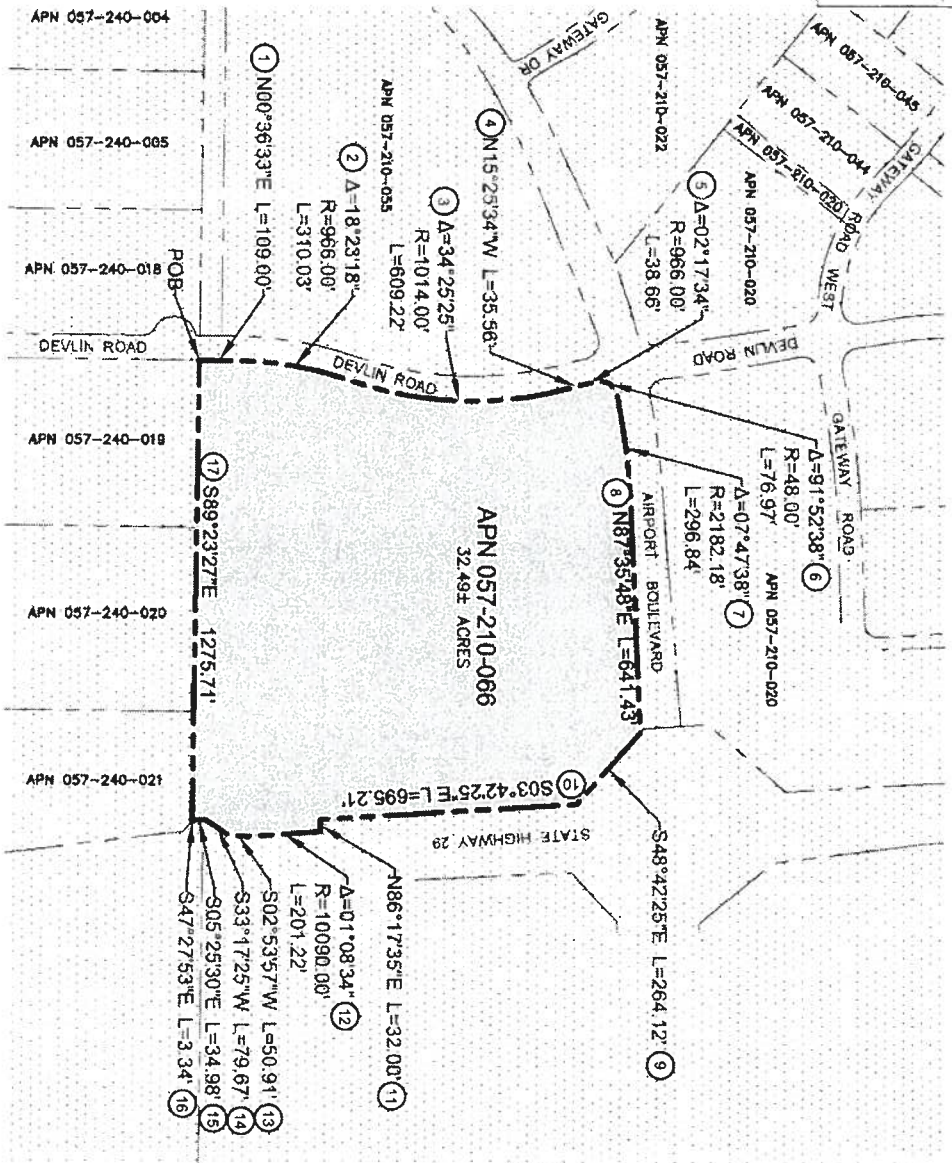 APN 057-240-004
APN 057-240-005
APN 057-240-018
POB
DEVLIN ROAD
APN 057-240-019
APN 057-240-020
APN 057-240-021
① N00°36'33"E L=109.00'
② Δ=18°23'18"
R=966.00'
L=310.03'
APN 057-210-055
③ Δ=34°25'25"
R=1014.00'
L=609.22'
④ N15°25'34"W L=35.56'
⑤ Δ=02°17'34"
R=966.00'
L=38.66'
DEVLIN ROAD
GATEWAY DR
APN 057-210-022
APN 057-210-045
APN 057-210-044
APN 057-210-020
GATEWAY ROAD WEST
APN 057-210-020
DEVLIN ROAD
GATEWAY ROAD
Δ=91°52'38" ⑥
R=48.00'
L=76.97'
APN 057-210-020
Δ=07°47'38" ⑦
R=2182.18'
L=296.84'
AIRPORT BOULEVARD
⑧ N87°35'48"E L=641.43'
APN 057-210-066
32.49± ACRES
⑰ S89°23'27"E 1275.71'
S48°42'25"E L=264.12' ⑨
⑩ S03°42'25"E L=695.21'
STATE HIGHWAY 29
N86°17'35"E L=32.00' ⑪
Δ=01°08'34" ⑫
R=10090.00'
L=201.22'
S02°53'57"W L=50.91' ⑬
S33°17'25"W L=79.67' ⑭
S05°25'30"E L=34.98' ⑮
S47°27'53"E L=3.34' ⑯